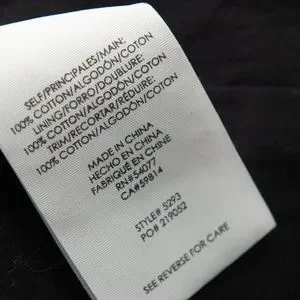 SELF/PRINCIPALES/MAIN:
100% COTTON/ALGODÓN/COTON
LINING/FORRO/DOUBLURE:
100% COTTON/ALGODÓN/COTON
TRIM/RECORTAR/RÉDUIRE:
100% COTTON/ALGODÓN/COTON
MADE IN CHINA
HECHO EN CHINA
FABRIQUÉ EN CHINE
RN#54077
CA#59814
STYLE# 5293
PO# 219052
SEE REVERSE FOR CARE